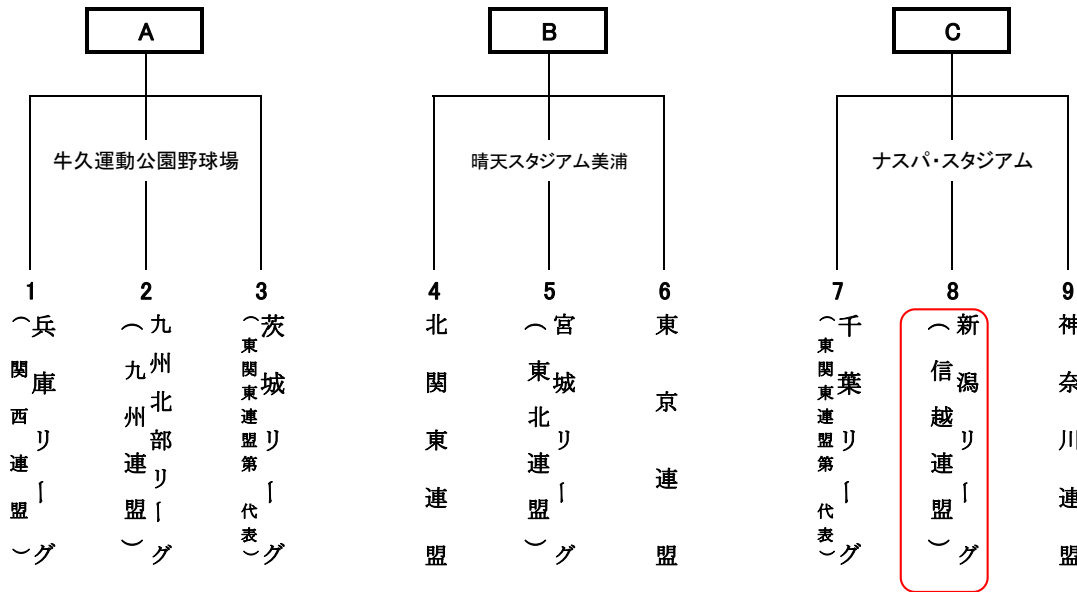 A
B
C
牛久運動公園野球場
晴天スタジアム美浦
ナスパ・スタジアム
1
2
3
4
5
6
7
8
9
兵庫リーグ
(関西連盟)
九州北部リーグ
(九州連盟)
茨城リーグ
(東関東連盟第 代表)
北関東連盟
宮城リーグ
(東北連盟)
東京連盟
千葉リーグ
(東関東連盟第 代表)
新潟リーグ
(信越連盟)
神奈川連盟